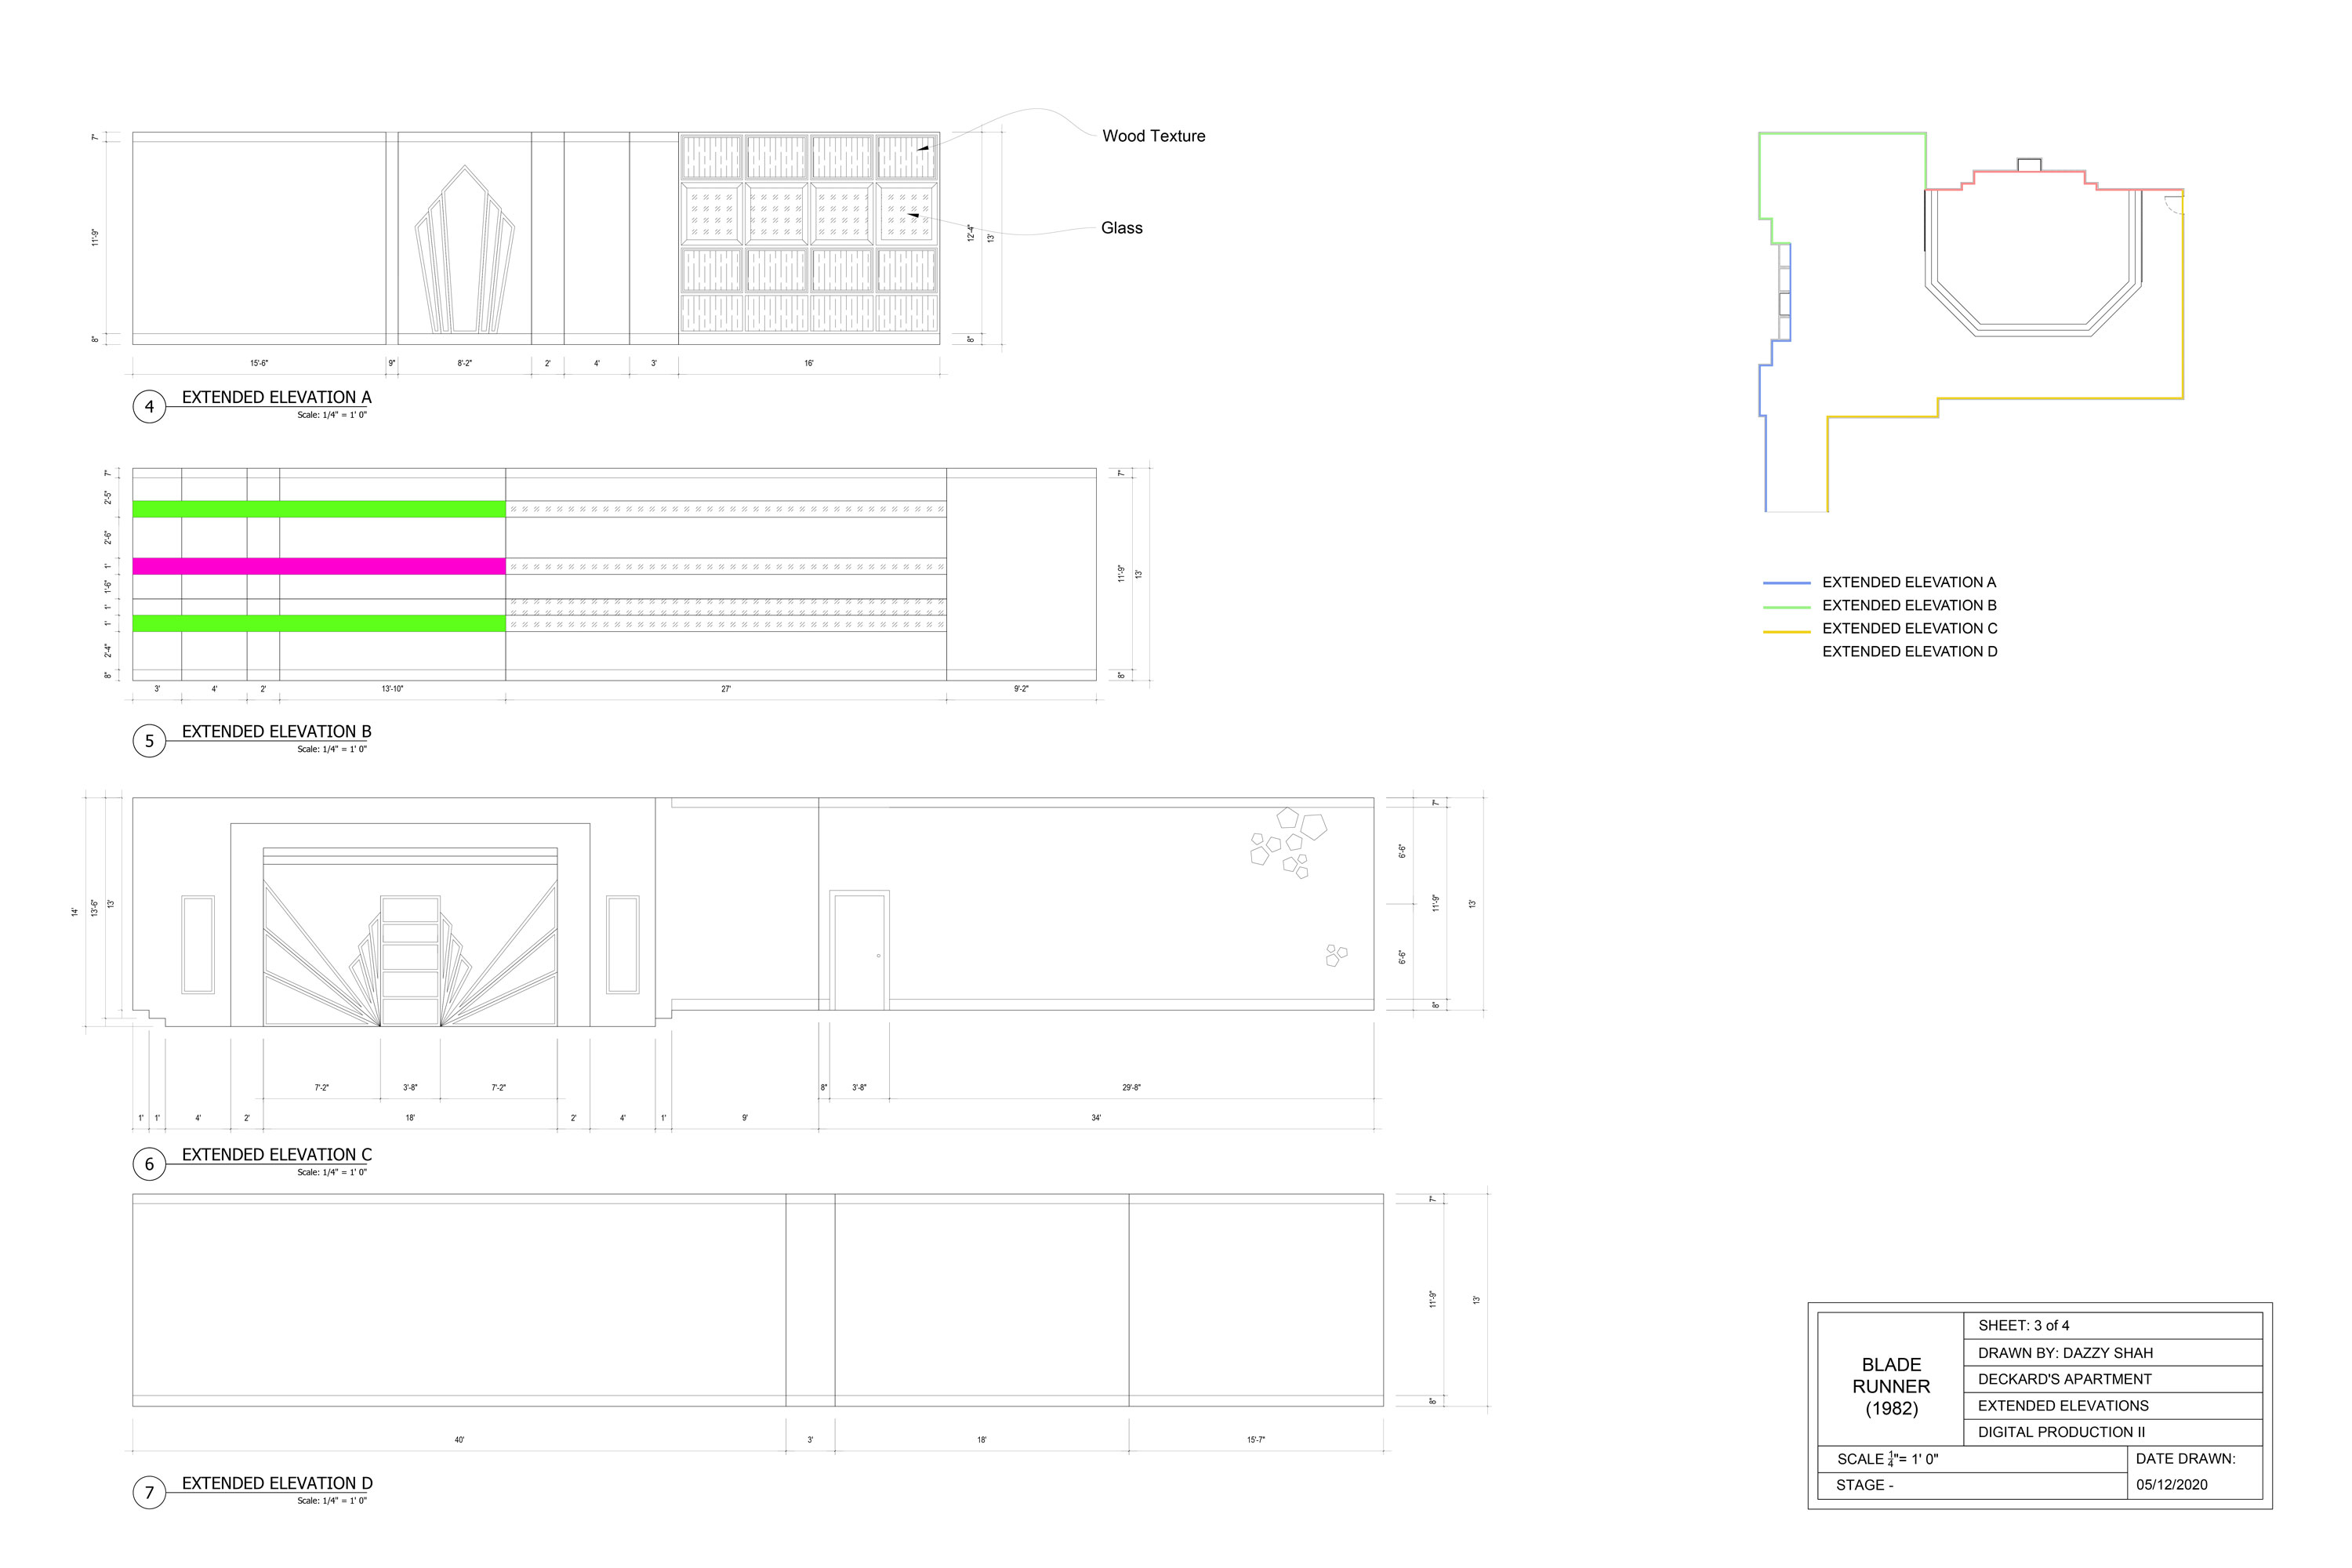 Wood Texture
Glass
7"
11'-9"
8"
12'-4"
8"
13'
15'-6"
9"
8'-2"
2'
4'
3'
16'
4
EXTENDED ELEVATION A
Scale: 1/4" = 1' 0"
7"
2'-5"
2'-6"
1'
1'-6"
1'
1'
2'-4"
8"
7"
11'-9"
8"
13'
3'
4'
2'
13'-10"
27'
9'-2"
5
EXTENDED ELEVATION B
Scale: 1/4" = 1' 0"
14'
13'-6"
13'
6'-6"
6'-6"
7"
11'-9"
8"
13'
7'-2"
3'-8"
7'-2"
8"
3'-8"
29'-8"
1'
1'
4'
2'
18'
2'
4'
1'
9'
34'
6
EXTENDED ELEVATION C
Scale: 1/4" = 1' 0"
7"
11'-9"
8"
13'
40'
3'
18'
15'-7"
7
EXTENDED ELEVATION D
Scale: 1/4" = 1' 0"
EXTENDED ELEVATION A
EXTENDED ELEVATION B
EXTENDED ELEVATION C
EXTENDED ELEVATION D
BLADE
RUNNER
(1982)
SHEET: 3 of 4
DRAWN BY: DAZZY SHAH
DECKARD'S APARTMENT
EXTENDED ELEVATIONS
DIGITAL PRODUCTION II
SCALE 1/4"= 1' 0"
STAGE -
DATE DRAWN:
05/12/2020